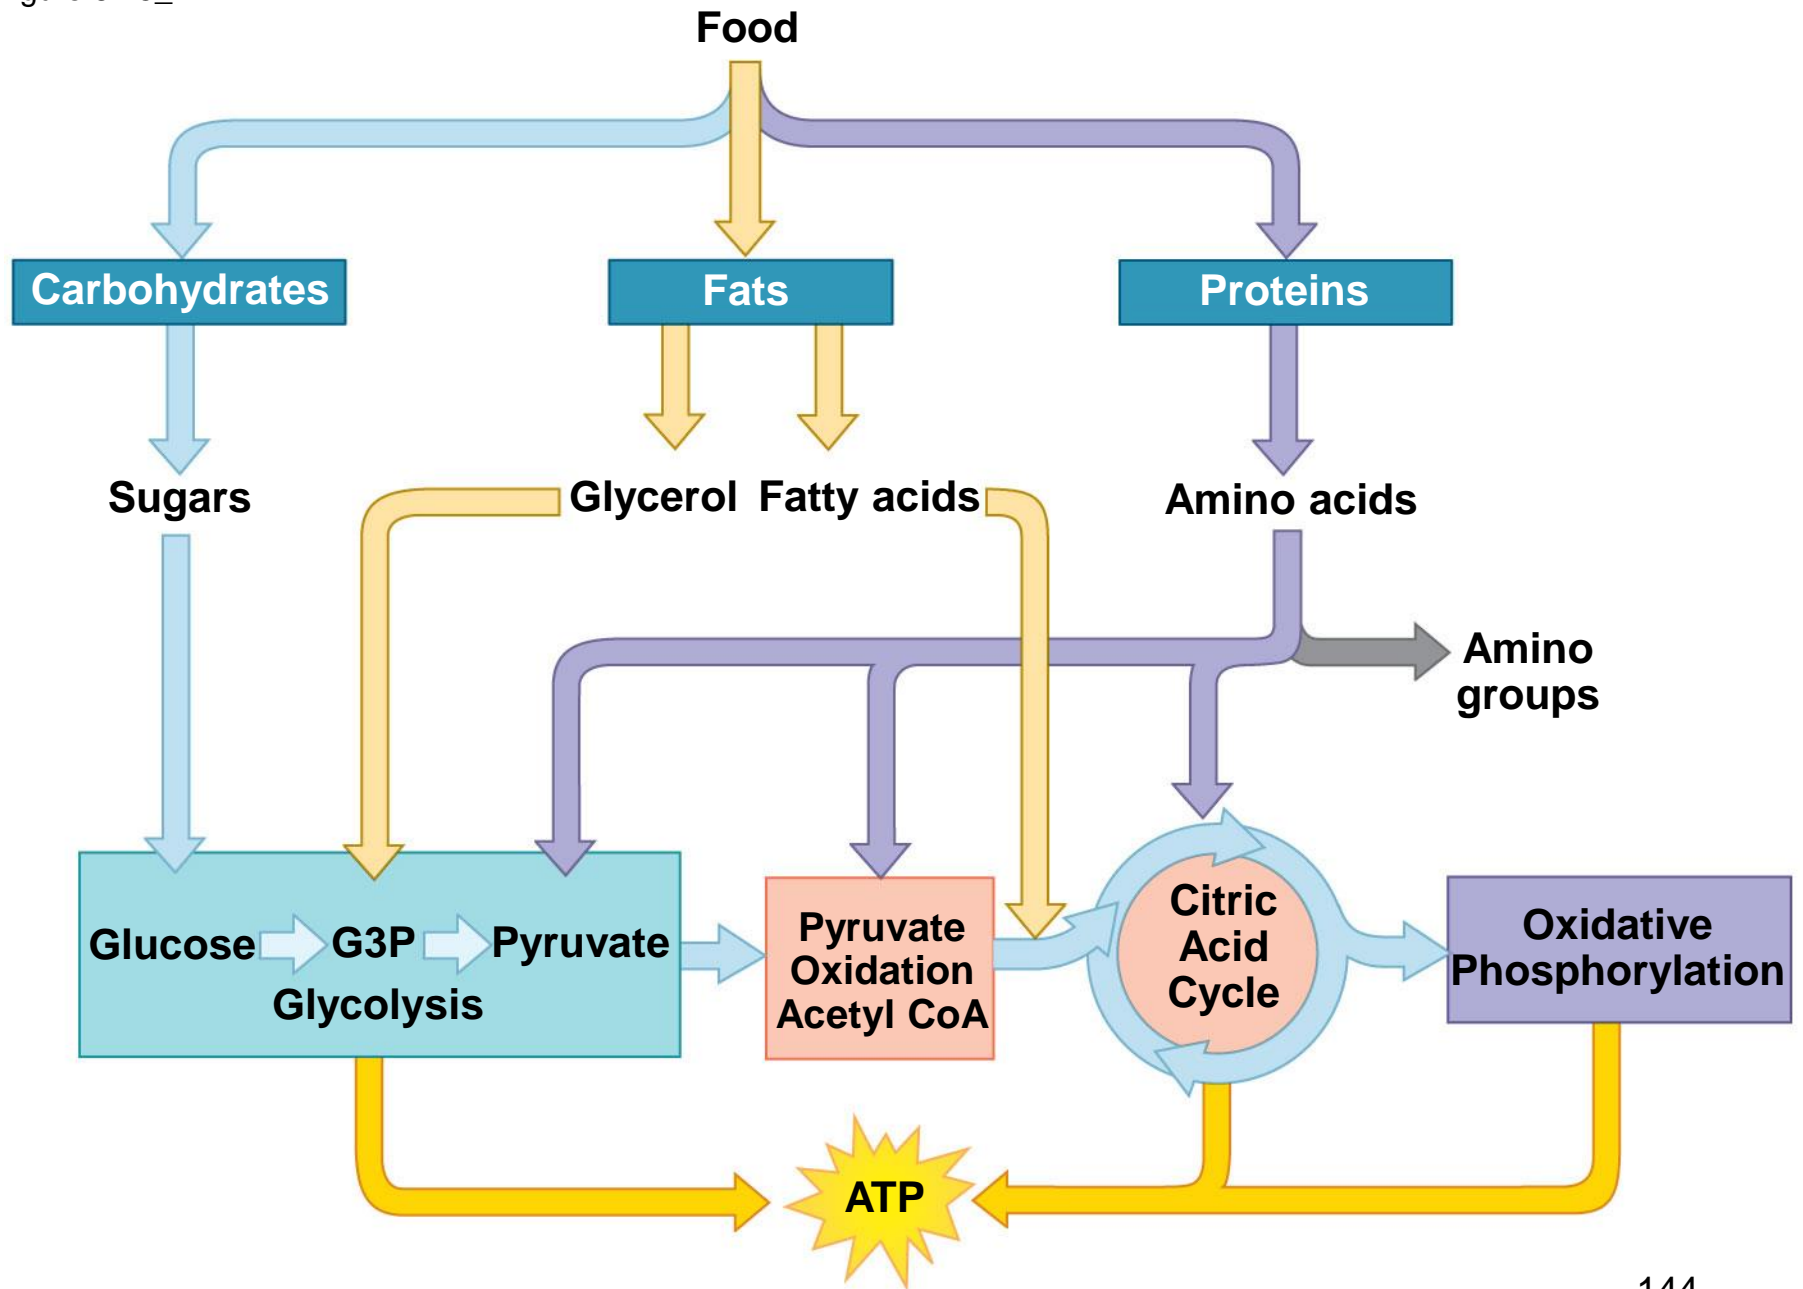 Food
Carbohydrates
Fats
Proteins
Sugars
Glycerol
Fatty acids
Amino acids
Amino
groups
Glucose
G3P
Pyruvate
Glycolysis
Pyruvate
Oxidation
Acetyl CoA
Citric
Acid
Cycle
Oxidative
Phosphorylation
ATP
144